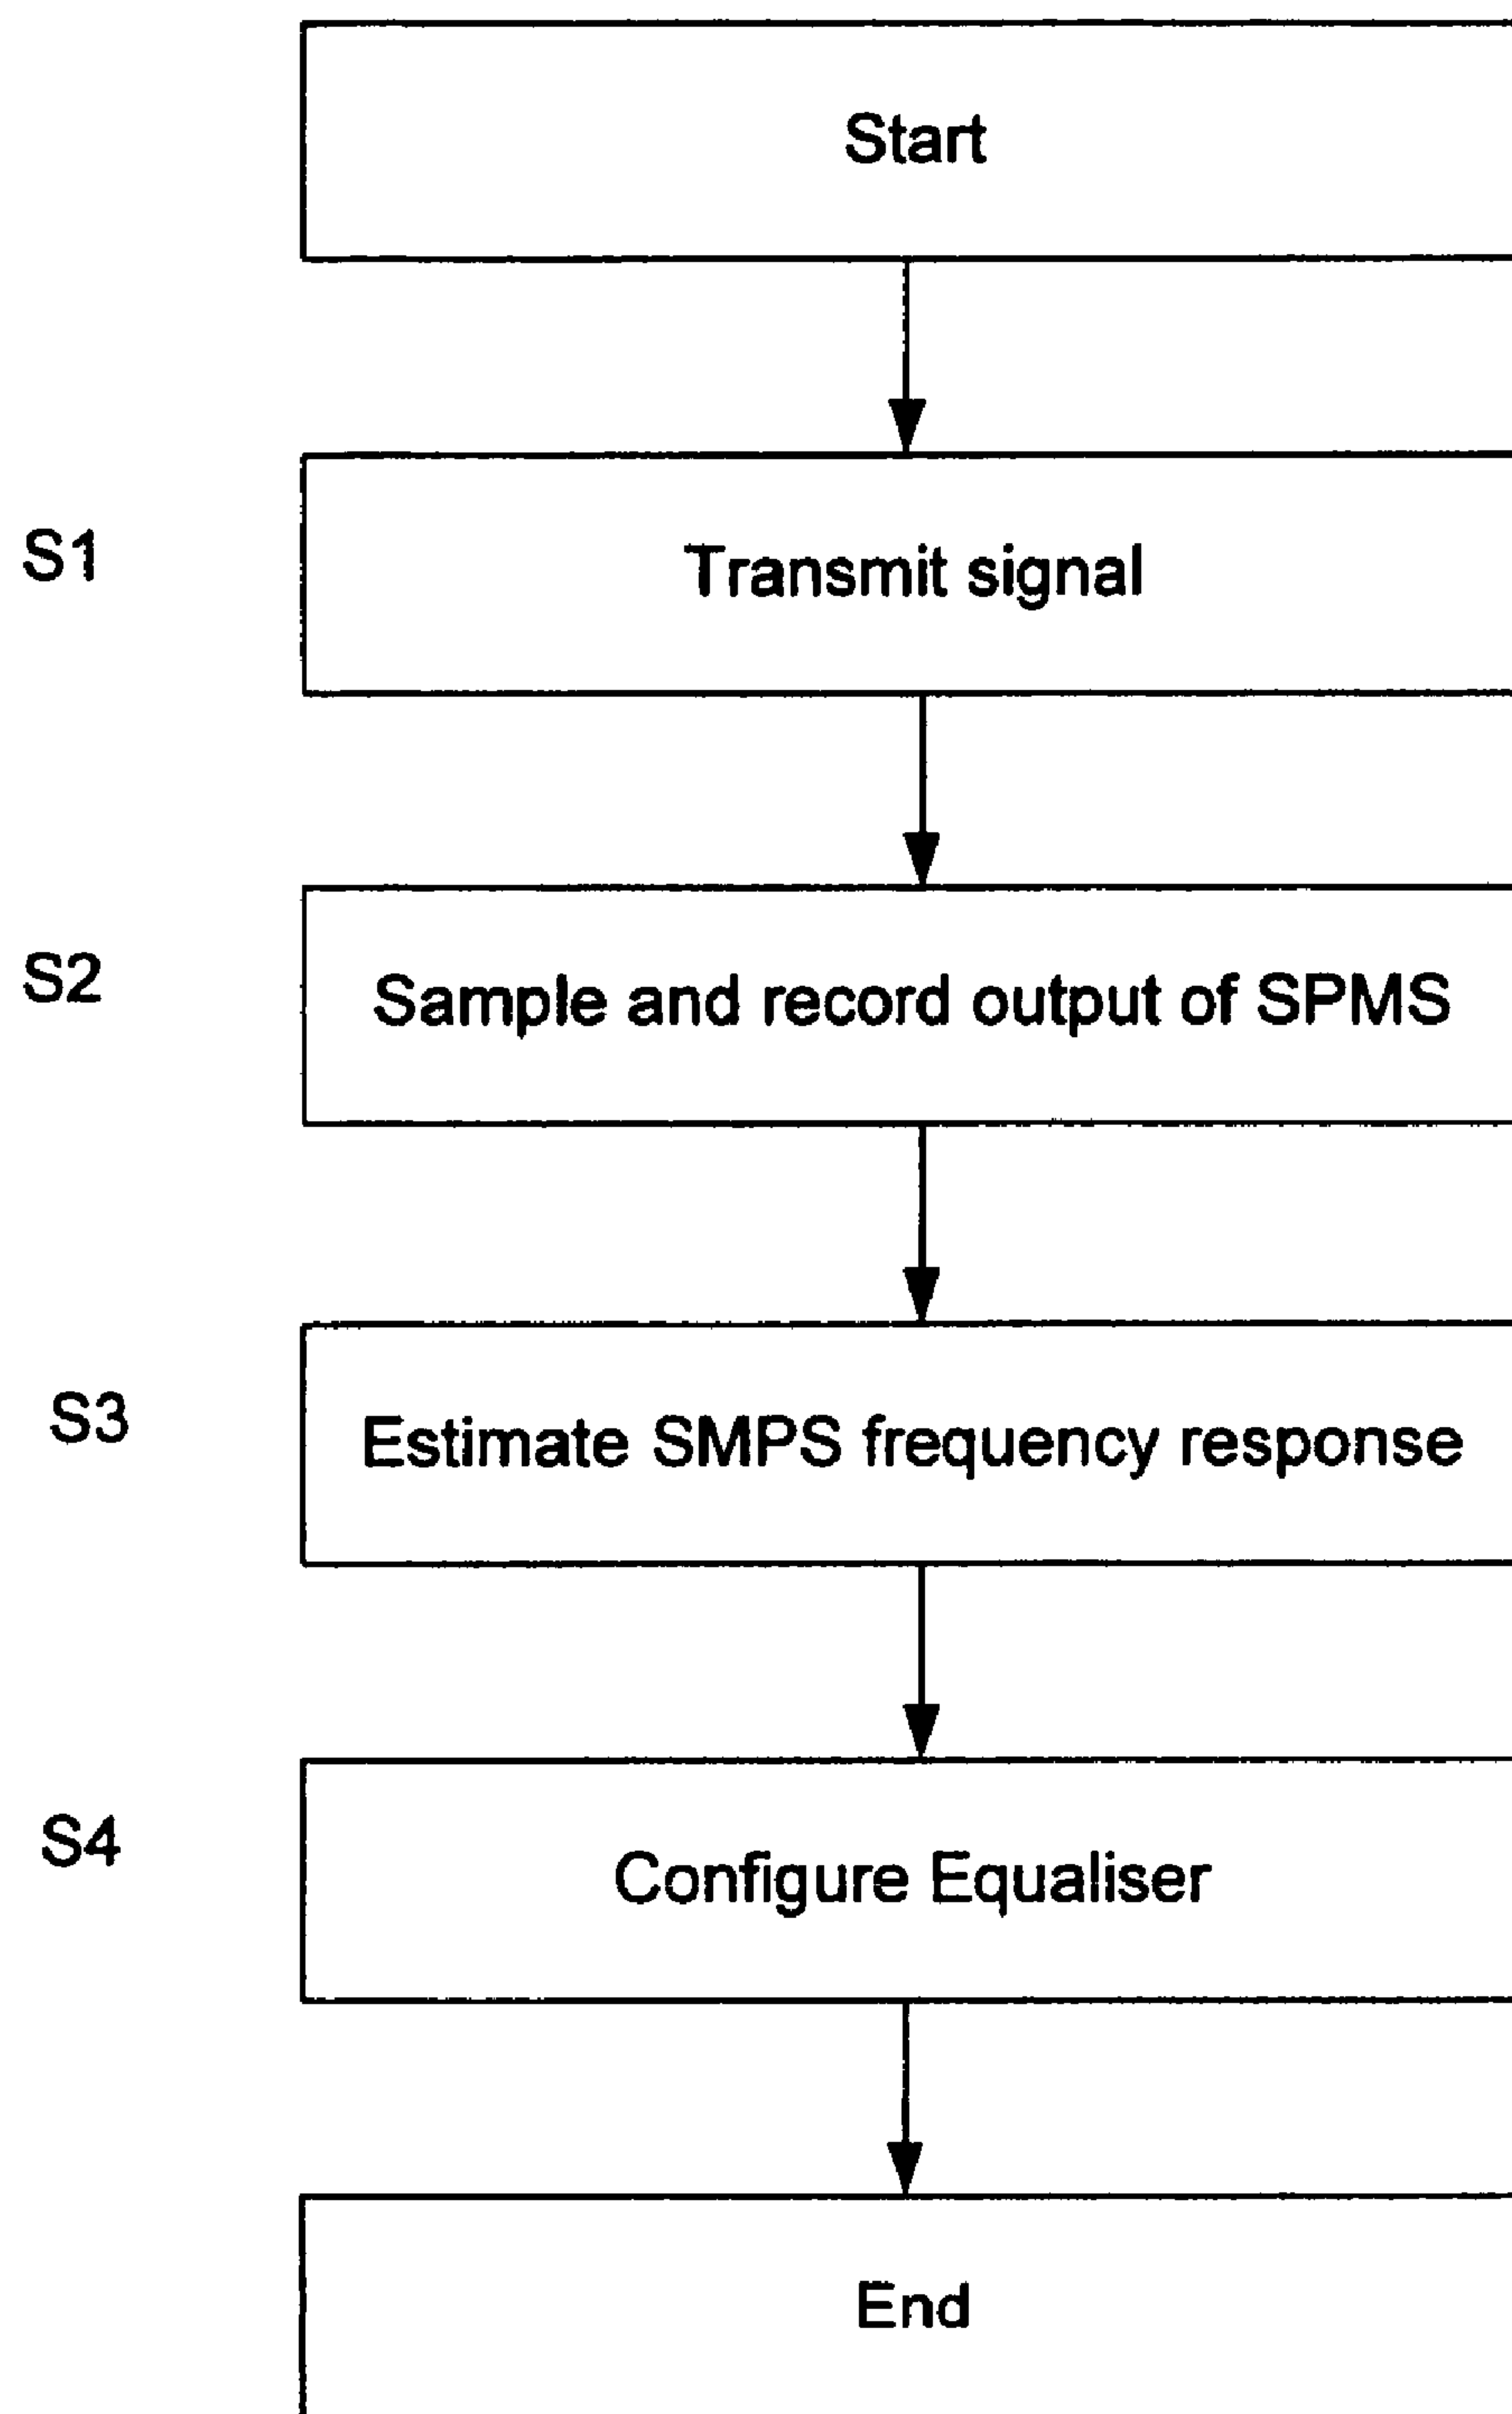 Start
S1
Transmit signal
S2
Sample and record output of SPMS
S3
Estimate SMPS frequency response
S4
Configure Equaliser
End